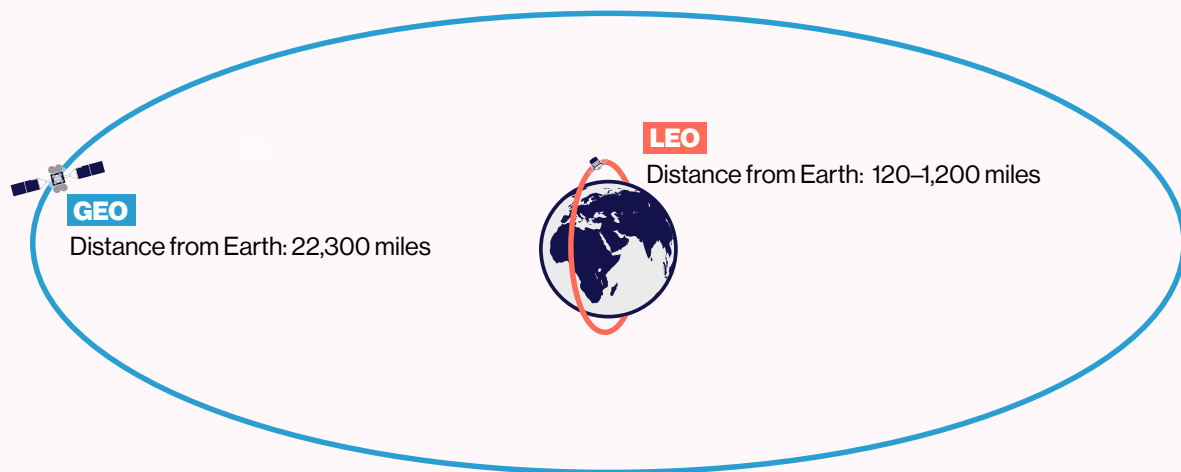 LEO
Distance from Earth:  120–1,200 miles
GEO
Distance from Earth: 22,300 miles